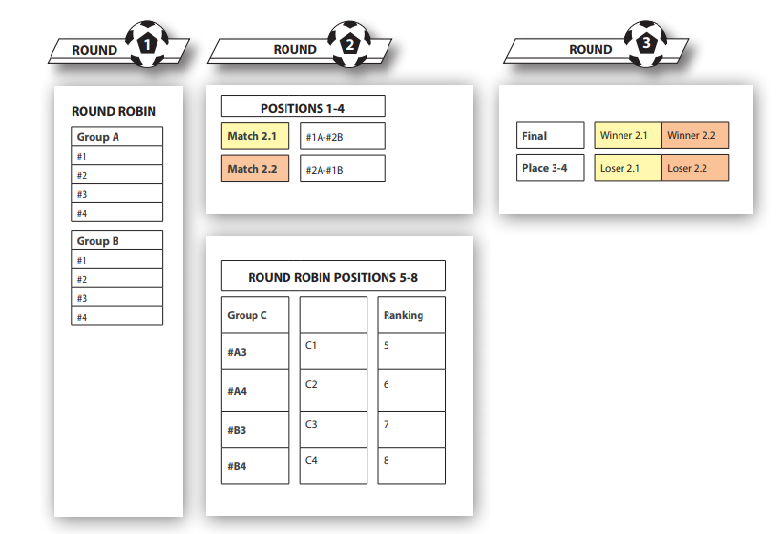 ROUND 1
ROUND 2
ROUND 3
ROUND ROBIN
Group A
#1
#2
#3
#4
Group B
#1
#2
#3
#4
POSITIONS 1-4
Match 2.1 #1A-#2B
Match 2.2 #2A-#1B
ROUND ROBIN POSITIONS 5-8
Group C Ranking
#A3 C1 5
#A4 C2 6
#B3 C3 7
#B4 C4 8
Final Winner 2.1 Winner 2.2
Place 3-4 Loser 2.1 Loser 2.2